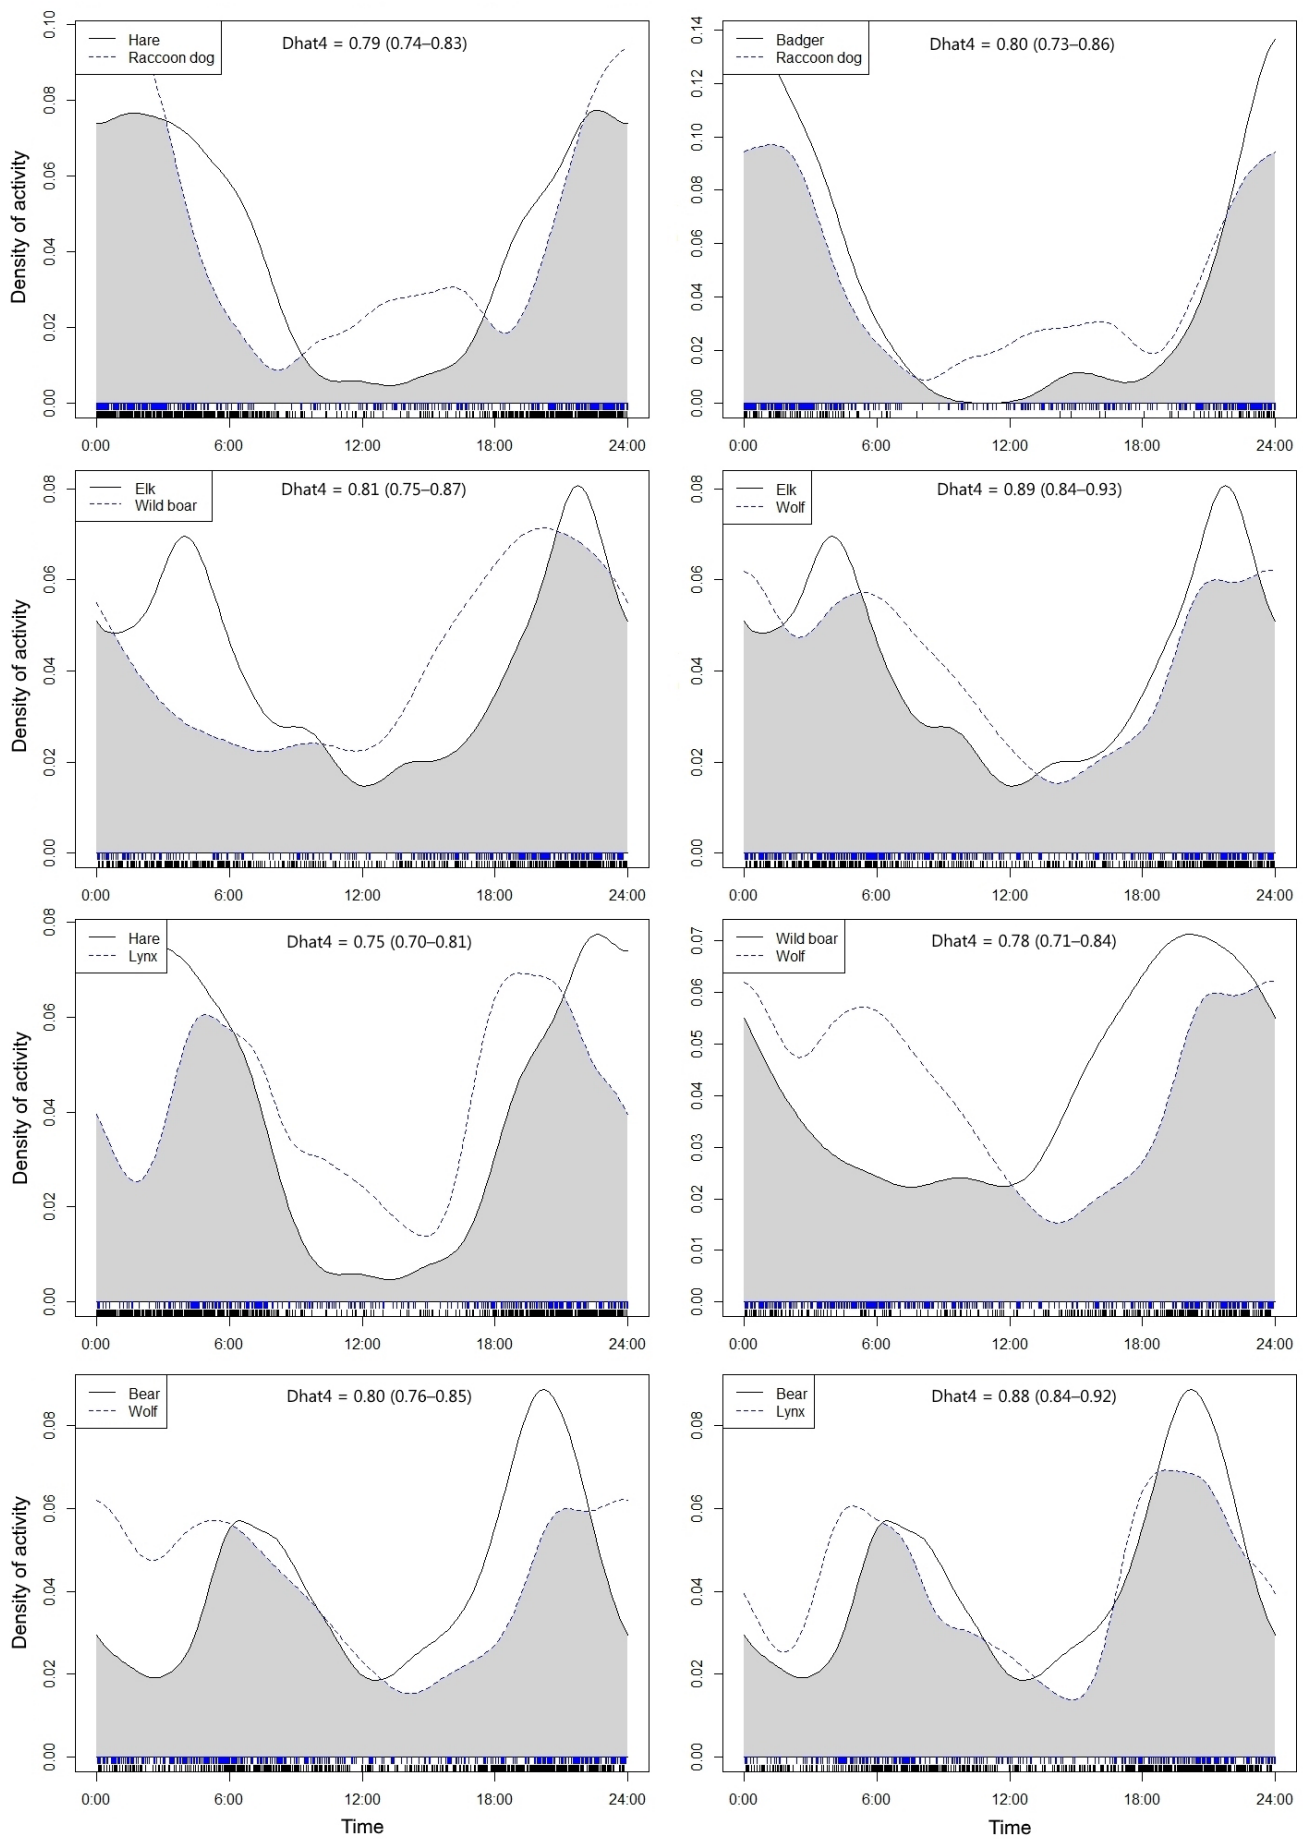 Hare
Raccoon dog
Dhat4 = 0.79 (0.74–0.83)
Density of activity
0.10
0.08
0.06
0.04
0.02
0.00
0:00 6:00 12:00 18:00 24:00
Badger
Raccoon dog
Dhat4 = 0.80 (0.73–0.86)
0.14
0.12
0.10
0.08
0.06
0.04
0.02
0.00
0:00 6:00 12:00 18:00 24:00
Elk
Wild boar
Dhat4 = 0.81 (0.75–0.87)
Density of activity
0.08
0.06
0.04
0.02
0.00
0:00 6:00 12:00 18:00 24:00
Elk
Wolf
Dhat4 = 0.89 (0.84–0.93)
0.08
0.06
0.04
0.02
0.00
0:00 6:00 12:00 18:00 24:00
Hare
Lynx
Dhat4 = 0.75 (0.70–0.81)
Density of activity
0.08
0.06
0.04
0.02
0.00
0:00 6:00 12:00 18:00 24:00
Wild boar
Wolf
Dhat4 = 0.78 (0.71–0.84)
0.07
0.06
0.05
0.04
0.03
0.02
0.01
0.00
0:00 6:00 12:00 18:00 24:00
Bear
Wolf
Dhat4 = 0.80 (0.76–0.85)
Density of activity
0.08
0.06
0.04
0.02
0.00
0:00 6:00 12:00 18:00 24:00
Time
Bear
Lynx
Dhat4 = 0.88 (0.84–0.92)
0.08
0.06
0.04
0.02
0.00
0:00 6:00 12:00 18:00 24:00
Time